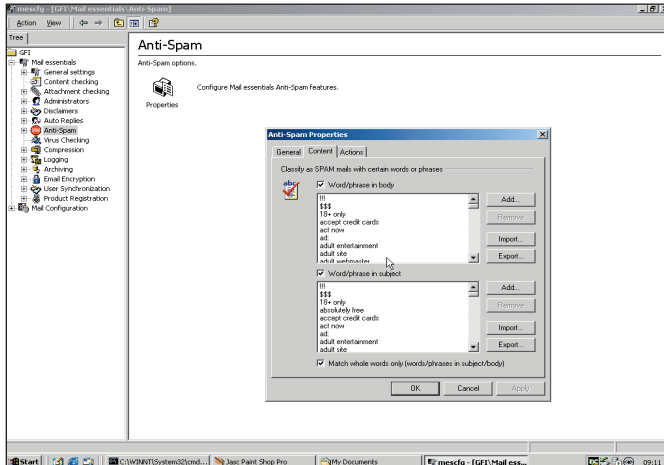 mescfg - [GFI\Mail essentials\Anti-Spam]
Action View
Tree
GFI
Mail essentials
General settings
Content checking
Attachment checking
Administrators
Disclaimers
Auto Replies
Anti-Spam
Virus Checking
Compression
Logging
Archiving
Email Encryption
User Synchronization
Product Registration
Mail Configuration
Anti-Spam
Anti-Spam options.
Configure Mail essentials Anti-Spam features.
Properties
Anti-Spam Properties
General Content Actions
Classify as SPAM mails with certain words or phrases
abc
Word/phrase in body
!!!
$$$
18+ only
accept credit cards
act now
ad:
adult entertainment
adult site
adult webmaster
Add...
Remove
Import...
Export...
Word/phrase in subject
!!!
$$$
18+ only
absolutely free
accept credit cards
act now
ad:
adult entertainment
adult site
Add...
Remove
Import...
Export...
Match whole words only (words/phrases in subject/body)
OK Cancel Apply
Start C:\WINNT\System32\cmd... Jasc Paint Shop Pro My Documents mescfg - [GFI\Mail ess... 09:11